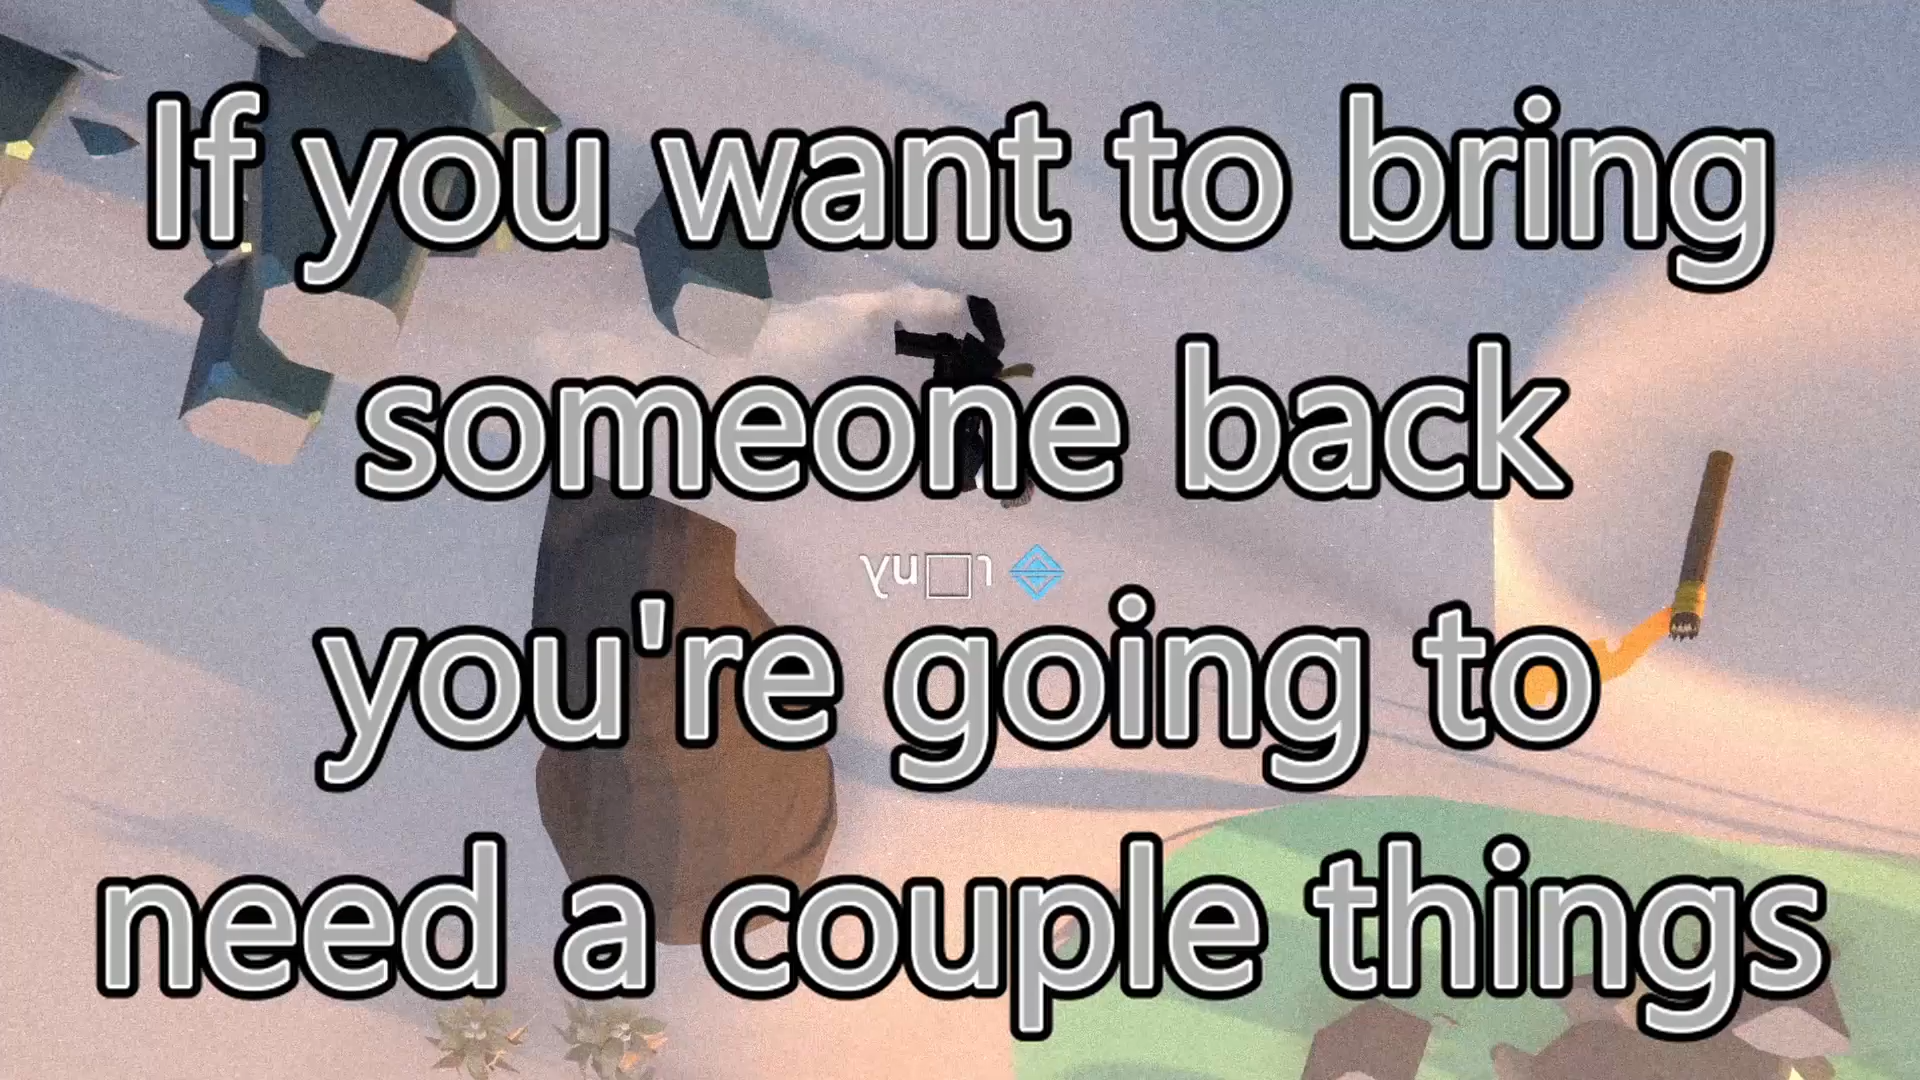 If you want to bring
someone back
you're going to
need a couple things